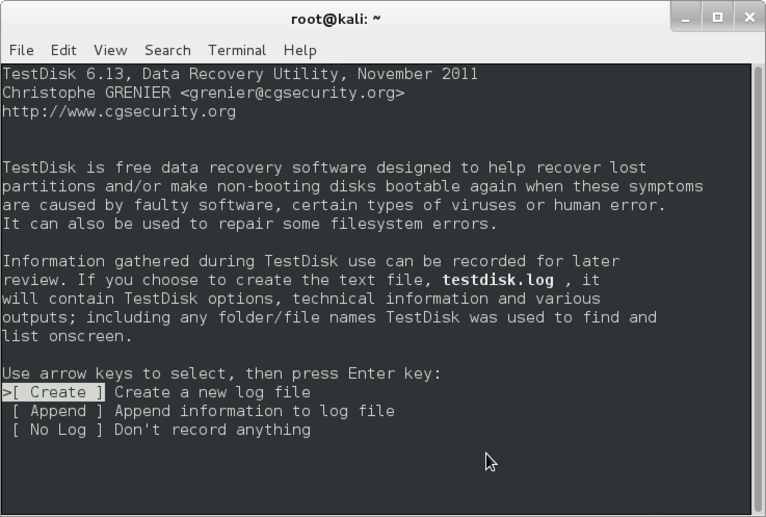 root@kali: ~
File Edit View Search Terminal Help
TestDisk 6.13, Data Recovery Utility, November 2011
Christophe GRENIER <grenier@cgsecurity.org>
http://www.cgsecurity.org
TestDisk is free data recovery software designed to help recover lost
partitions and/or make non-booting disks bootable again when these symptoms
are caused by faulty software, certain types of viruses or human error.
It can also be used to repair some filesystem errors.
Information gathered during TestDisk use can be recorded for later
review. If you choose to create the text file, testdisk.log , it
will contain TestDisk options, technical information and various
outputs; including any folder/file names TestDisk was used to find and
list onscreen.
Use arrow keys to select, then press Enter key:
>[ Create ] Create a new log file
[ Append ] Append information to log file
[ No Log ] Don't record anything